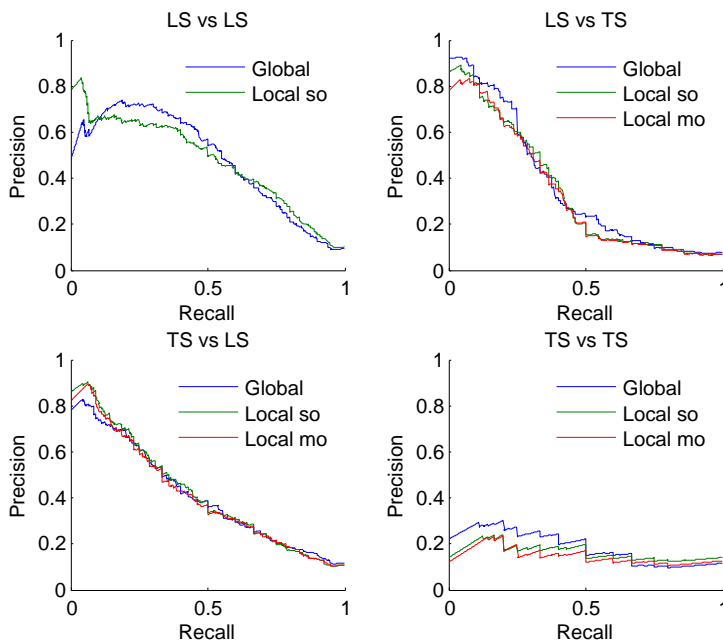 LS vs LS
1
0.8
0.6
0.4
0.2
0
0
0.5
1
Precision
Recall
Global
Local so
LS vs TS
1
0.8
0.6
0.4
0.2
0
0
0.5
1
Precision
Recall
Global
Local so
Local mo
TS vs LS
1
0.8
0.6
0.4
0.2
0
0
0.5
1
Precision
Recall
Global
Local so
Local mo
TS vs TS
1
0.8
0.6
0.4
0.2
0
0
0.5
1
Precision
Recall
Global
Local so
Local mo